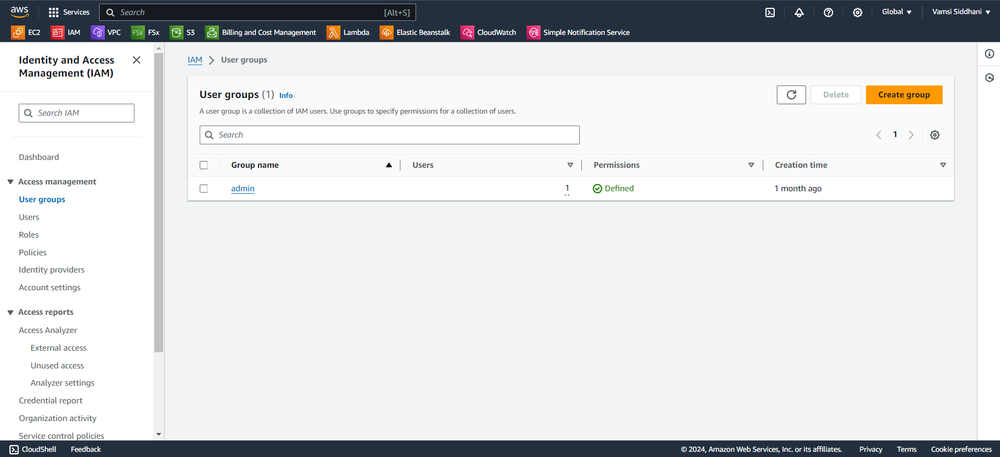 aws
Services
Search
[Alt+S]
Global
Vamsi Siddhani
EC2
IAM
VPC
FSx
FSx
S3
Billing and Cost Management
Lambda
Elastic Beanstalk
CloudWatch
Simple Notification Service
Identity and Access
Management (IAM)
Search IAM
Dashboard
Access management
User groups
Users
Roles
Policies
Identity providers
Account settings
Access reports
Access Analyzer
External access
Unused access
Analyzer settings
Credential report
Organization activity
Service control policies
IAM
User groups
User groups (1) Info
Delete
Create group
A user group is a collection of IAM users. Use groups to specify permissions for a collection of users.
Search
1
Group name
Users
Permissions
Creation time
admin
1
Defined
1 month ago
CloudShell
Feedback
© 2024, Amazon Web Services, Inc. or its affiliates.
Privacy
Terms
Cookie preferences